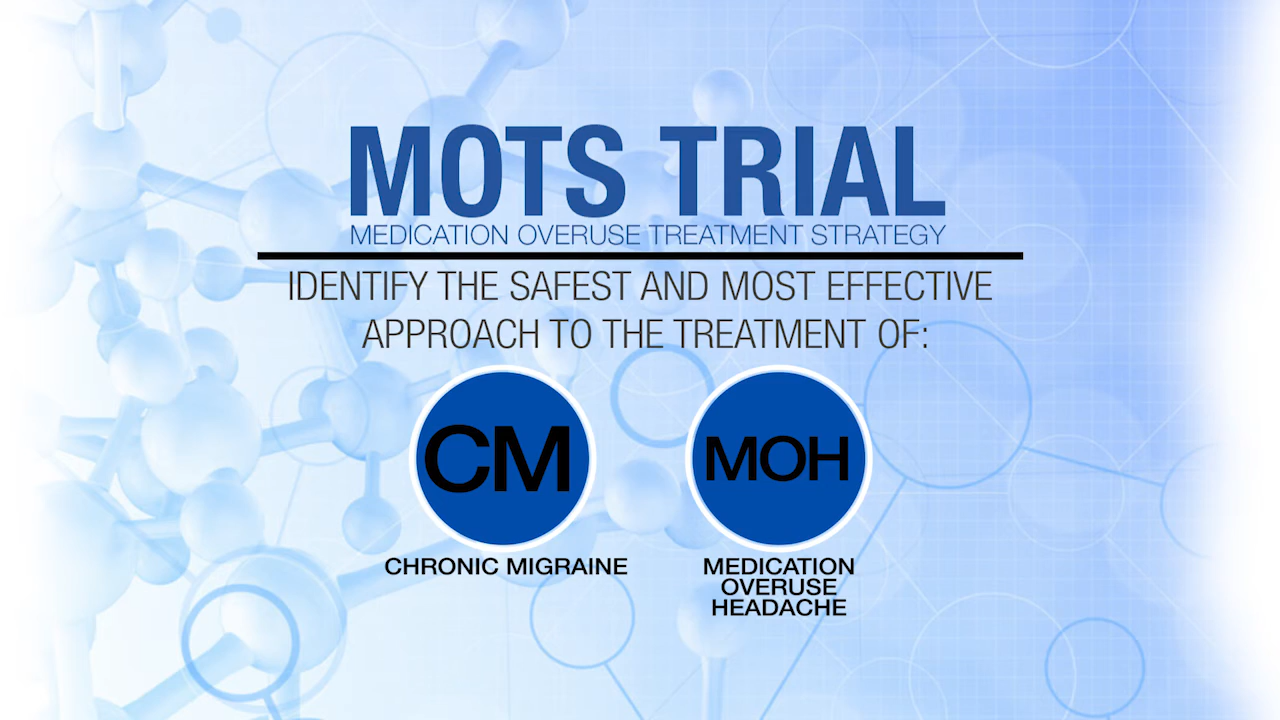 MOTS TRIAL
MEDICATION OVERUSE TREATMENT STRATEGY
IDENTIFY THE SAFEST AND MOST EFFECTIVE
APPROACH TO THE TREATMENT OF:
CM
CHRONIC MIGRAINE
MOH
MEDICATION
OVERUSE
HEADACHE